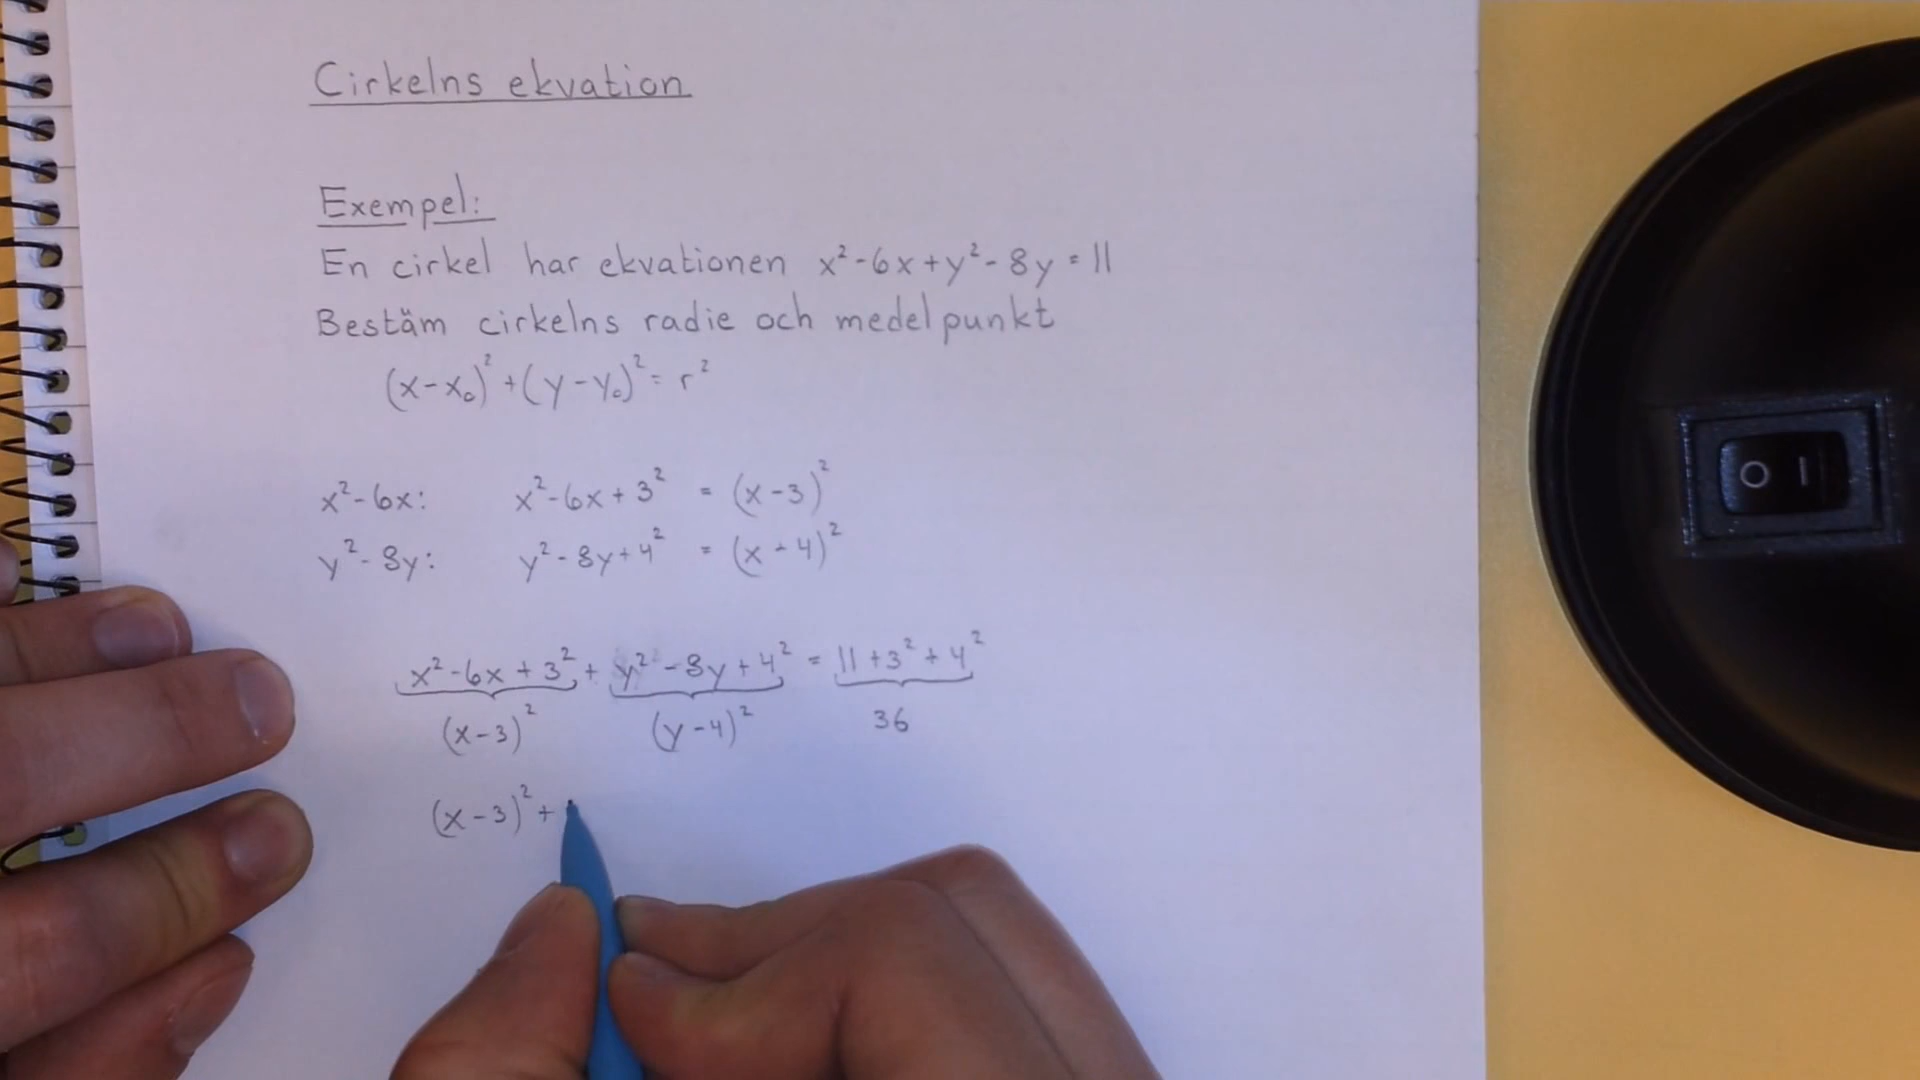 Cirkelns ekvation
Exempel:
En cirkel har ekvationen x²-6x+y²-8y=11
Bestäm cirkelns radie och medelpunkt
(x-x₀)²+(y-y₀)²=r²
x²-6x: x²-6x+3² = (x-3)²
y²-8y: y²-8y+4² = (x-4)²
x²-6x+3²+y²-8y+4²=11+3²+4²
(x-3)² (y-4)² 36
(x-3)²+